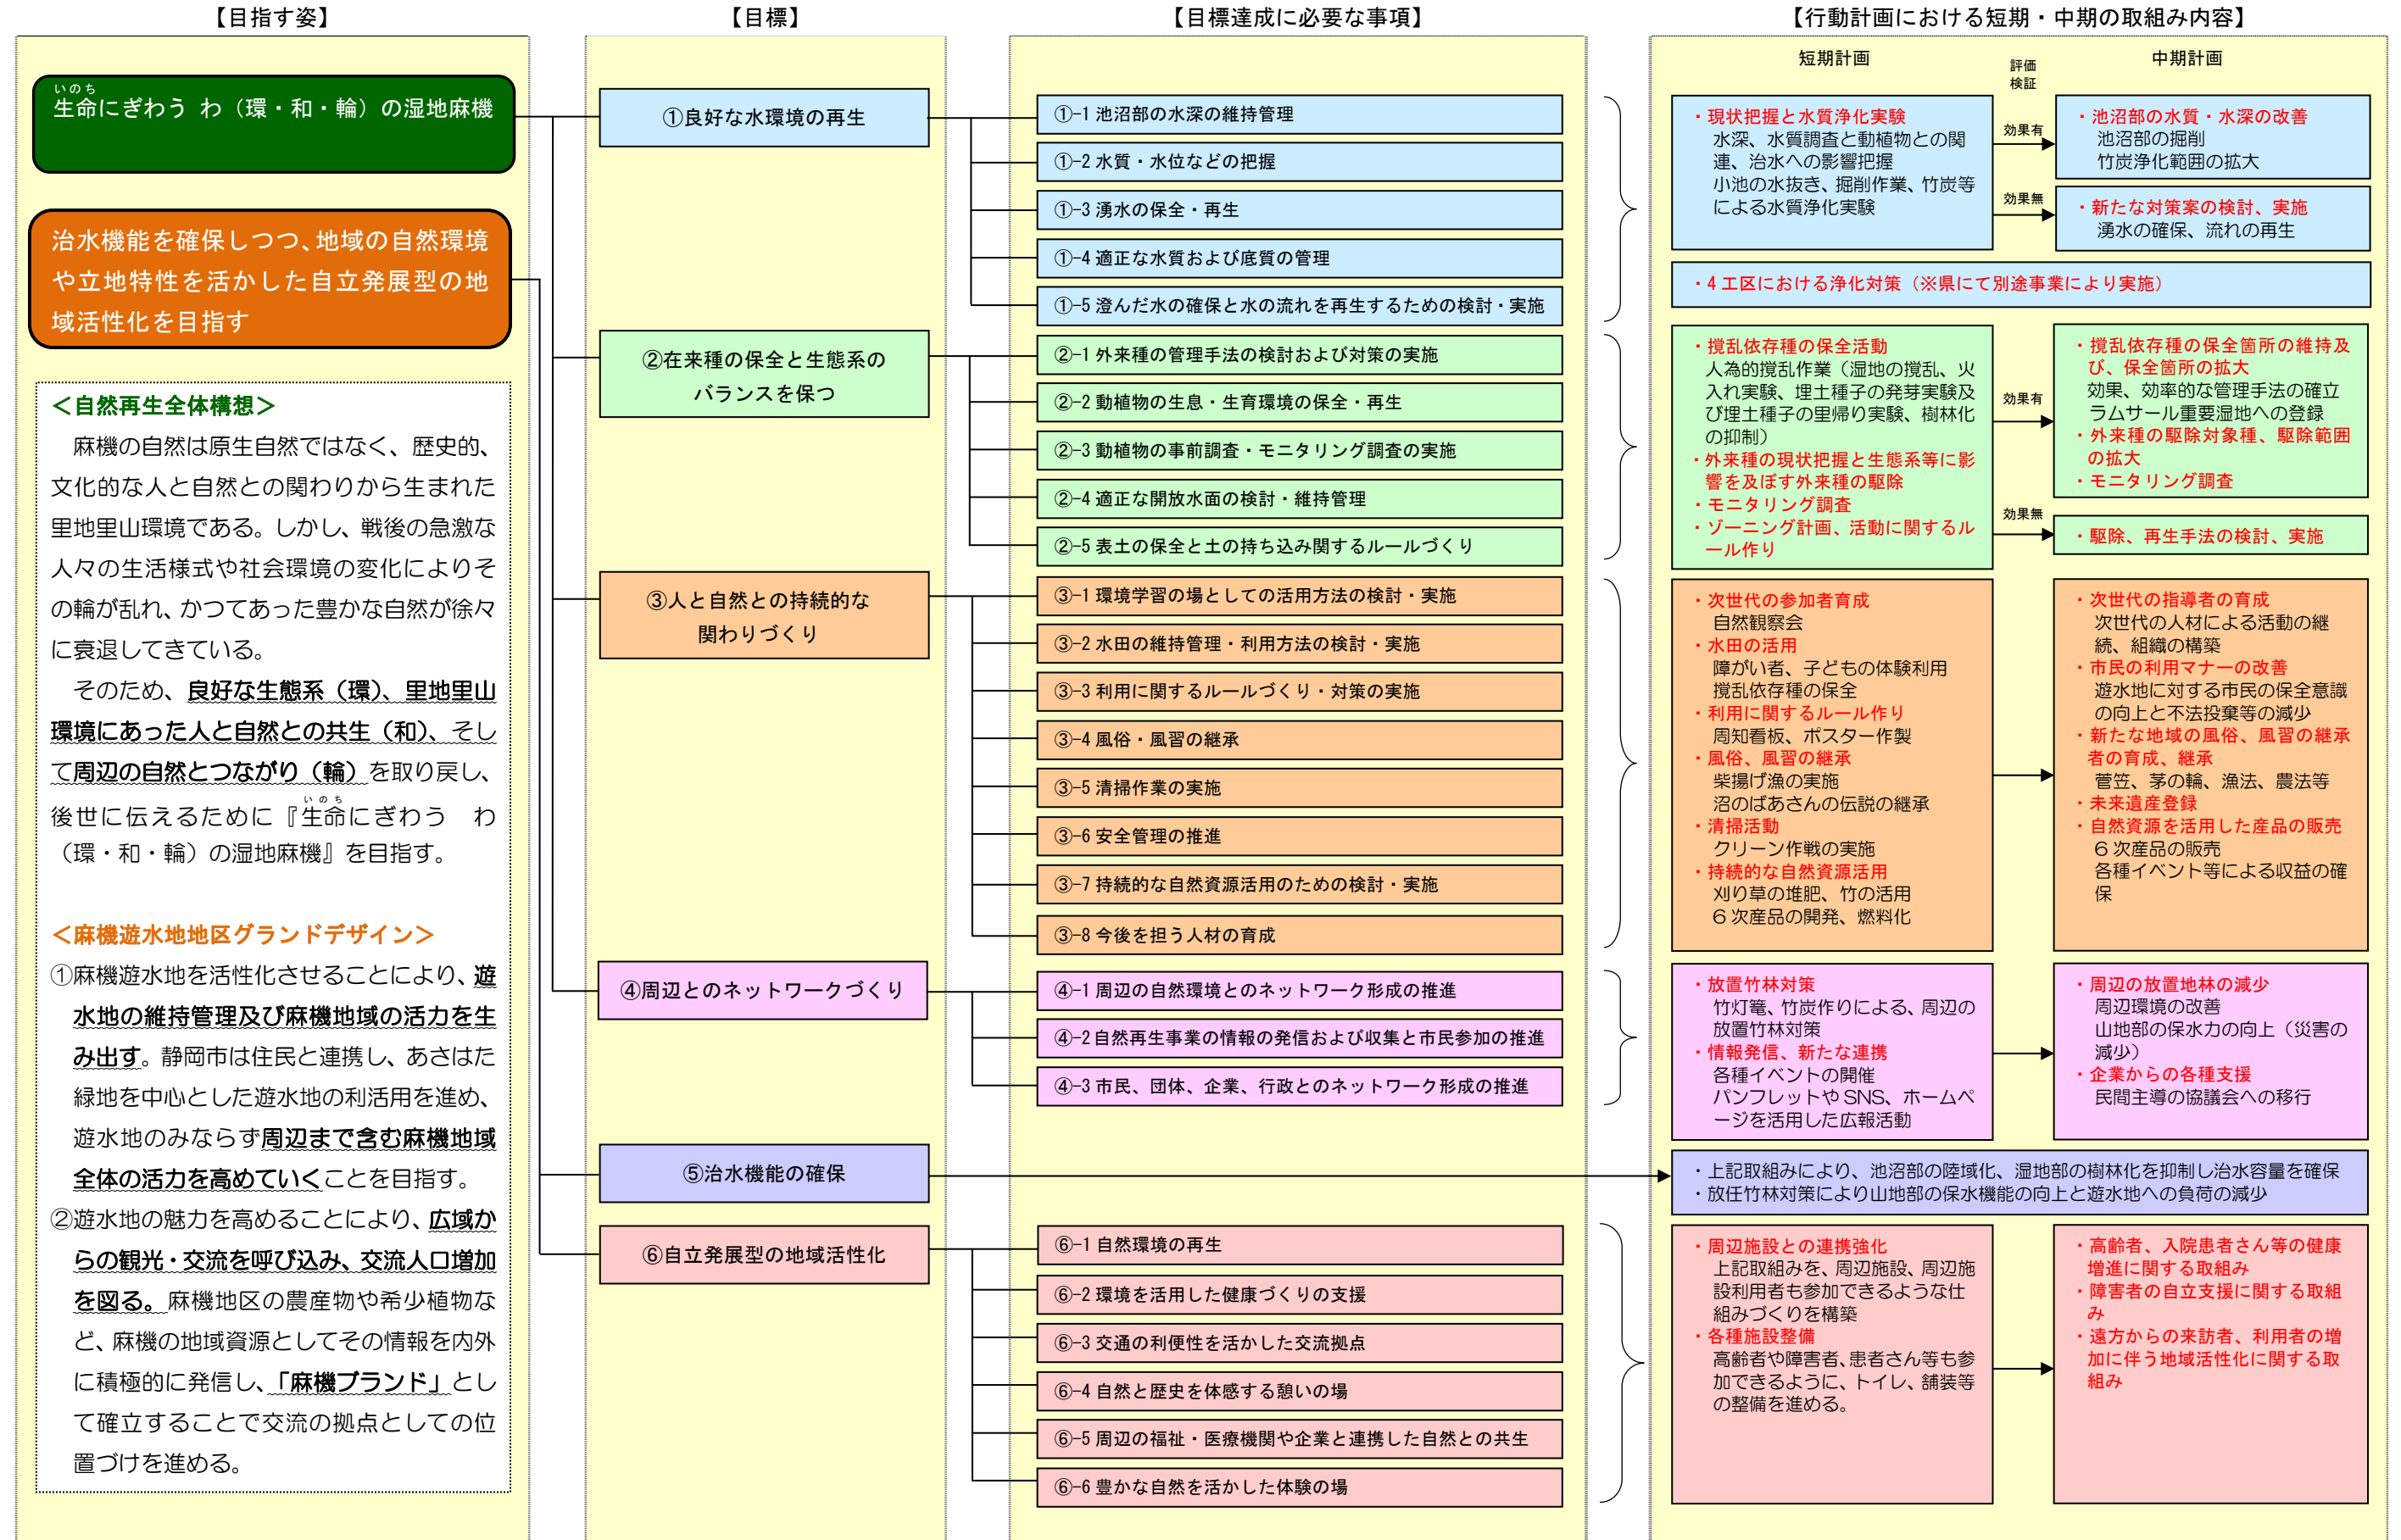 【目指す姿】
いのち
生命にぎわう わ（環・和・輪）の湿地麻機
治水機能を確保しつつ、地域の自然環境
や立地特性を活かした自立発展型の地
域活性化を目指す
＜自然再生全体構想＞
麻機の自然は原生自然ではなく、歴史的、
文化的な人と自然との関わりから生まれた
里地里山環境である。しかし、戦後の急激な
人々の生活様式や社会環境の変化によりそ
の輪が乱れ、かつてあった豊かな自然が徐々
に衰退してきている。
そのため、良好な生態系（環）、里地里山
環境にあった人と自然との共生（和）、そし
て周辺の自然とつながり（輪）を取り戻し、
いのち
後世に伝えるために『生命にぎわう　わ
（環・和・輪）の湿地麻機』を目指す。
＜麻機遊水地地区グランドデザイン＞
①麻機遊水地を活性化させることにより、遊
水地の維持管理及び麻機地域の活力を生
み出す。静岡市は住民と連携し、あさはた
緑地を中心とした遊水地の利活用を進め、
遊水地のみならず周辺まで含む麻機地域
全体の活力を高めていくことを目指す。
②遊水地の魅力を高めることにより、広域か
らの観光・交流を呼び込み、交流人口増加
を図る。麻機地区の農産物や希少植物な
ど、麻機の地域資源としてその情報を内外
に積極的に発信し、「麻機ブランド」とし
て確立することで交流の拠点としての位
置づけを進める。
【目標】
①良好な水環境の再生
②在来種の保全と生態系の
バランスを保つ
③人と自然との持続的な
関わりづくり
④周辺とのネットワークづくり
⑤治水機能の確保
⑥自立発展型の地域活性化
【目標達成に必要な事項】
①-1 池沼部の水深の維持管理
①-2 水質・水位などの把握
①-3 湧水の保全・再生
①-4 適正な水質および底質の管理
①-5 澄んだ水の確保と水の流れを再生するための検討・実施
②-1 外来種の管理手法の検討および対策の実施
②-2 動植物の生息・生育環境の保全・再生
②-3 動植物の事前調査・モニタリング調査の実施
②-4 適正な開放水面の検討・維持管理
②-5 表土の保全と土の持ち込み関するルールづくり
③-1 環境学習の場としての活用方法の検討・実施
③-2 水田の維持管理・利用方法の検討・実施
③-3 利用に関するルールづくり・対策の実施
③-4 風俗・風習の継承
③-5 清掃作業の実施
③-6 安全管理の推進
③-7 持続的な自然資源活用のための検討・実施
③-8 今後を担う人材の育成
④-1 周辺の自然環境とのネットワーク形成の推進
④-2 自然再生事業の情報の発信および収集と市民参加の推進
④-3 市民、団体、企業、行政とのネットワーク形成の推進
⑥-1 自然環境の再生
⑥-2 環境を活用した健康づくりの支援
⑥-3 交通の利便性を活かした交流拠点
⑥-4 自然と歴史を体感する憩いの場
⑥-5 周辺の福祉・医療機関や企業と連携した自然との共生
⑥-6 豊かな自然を活かした体験の場
【行動計画における短期・中期の取組み内容】
短期計画
評価
検証
中期計画
・現状把握と水質浄化実験
水深、水質調査と動植物との関
連、治水への影響把握
小池の水抜き、掘削作業、竹炭等
による水質浄化実験
効果有
・池沼部の水質・水深の改善
池沼部の掘削
竹炭浄化範囲の拡大
効果無
・新たな対策案の検討、実施
湧水の確保、流れの再生
・4 工区における浄化対策（※県にて別途事業により実施）
・撹乱依存種の保全活動
人為的撹乱作業（湿地の撹乱、火
入れ実験、埋土種子の発芽実験及
び埋土種子の里帰り実験、樹林化
の抑制）
・外来種の現状把握と生態系等に影
響を及ぼす外来種の駆除
・モニタリング調査
・ゾーニング計画、活動に関するル
ール作り
効果有
・撹乱依存種の保全箇所の維持及
び、保全箇所の拡大
効果、効率的な管理手法の確立
ラムサール重要湿地への登録
・外来種の駆除対象種、駆除範囲
の拡大
・モニタリング調査
効果無
・駆除、再生手法の検討、実施
・次世代の参加者育成
自然観察会
・水田の活用
障がい者、子どもの体験利用
撹乱依存種の保全
・利用に関するルール作り
周知看板、ポスター作製
・風俗、風習の継承
柴揚げ漁の実施
沼のばあさんの伝説の継承
・清掃活動
クリーン作戦の実施
・持続的な自然資源活用
刈り草の堆肥、竹の活用
６次産品の開発、燃料化
・次世代の指導者の育成
次世代の人材による活動の継
続、組織の構築
・市民の利用マナーの改善
遊水地に対する市民の保全意識
の向上と不法投棄等の減少
・新たな地域の風俗、風習の継承
者の育成、継承
菅笠、茅の輪、漁法、農法等
・未来遺産登録
・自然資源を活用した産品の販売
６次産品の販売
各種イベント等による収益の確
保
・放置竹林対策
竹灯篭、竹炭作りによる、周辺の
放置竹林対策
・情報発信、新たな連携
各種イベントの開催
パンフレットや SNS、ホームペ
ージを活用した広報活動
・周辺の放置地林の減少
周辺環境の改善
山地部の保水力の向上（災害の
減少）
・企業からの各種支援
民間主導の協議会への移行
・上記取組みにより、池沼部の陸域化、湿地部の樹林化を抑制し治水容量を確保
・放任竹林対策により山地部の保水機能の向上と遊水地への負荷の減少
・周辺施設との連携強化
上記取組みを、周辺施設、周辺施
設利用者も参加できるような仕
組みづくりを構築
・各種施設整備
高齢者や障害者、患者さん等も参
加できるように、トイレ、舗装等
の整備を進める。
・高齢者、入院患者さん等の健康
増進に関する取組み
・障害者の自立支援に関する取組
み
・遠方からの来訪者、利用者の増
加に伴う地域活性化に関する取
組み